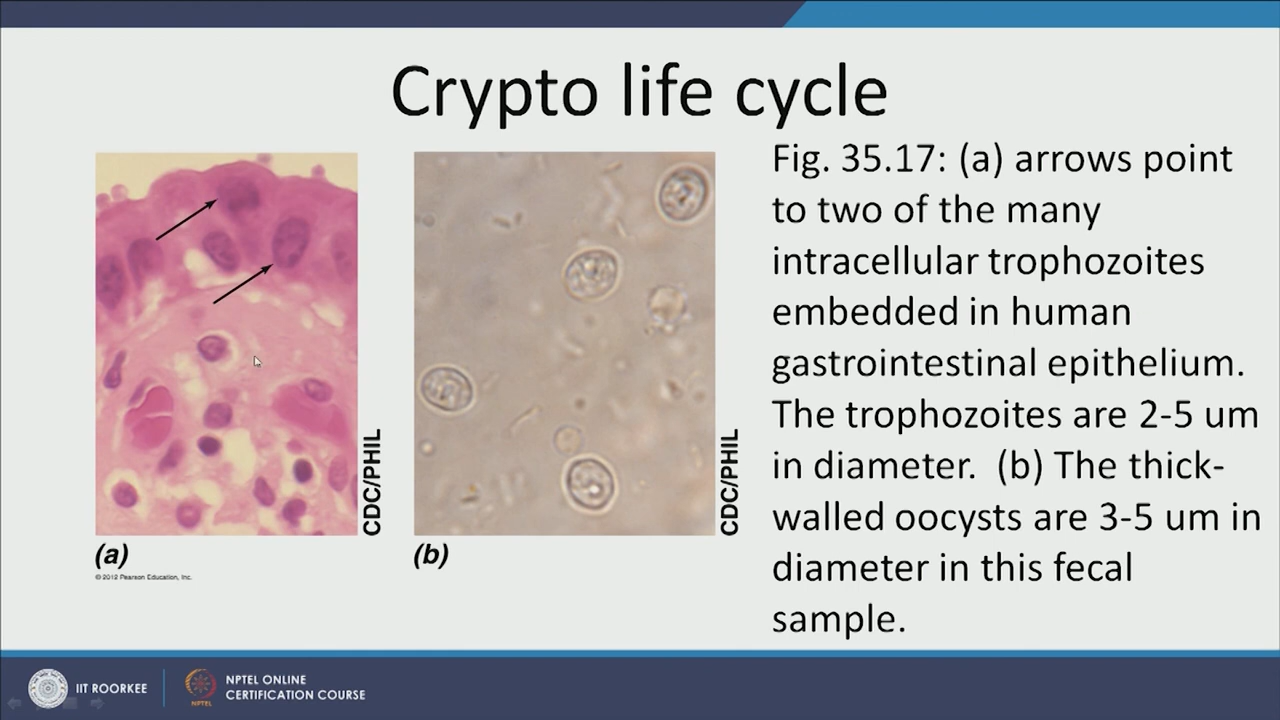 Crypto life cycle
Fig. 35.17: (a) arrows point
to two of the many
intracellular trophozoites
embedded in human
gastrointestinal epithelium.
The trophozoites are 2-5 um
in diameter.  (b) The thick-
walled oocysts are 3-5 um in
diameter in this fecal
sample.
CDC/PHIL
CDC/PHIL
(a)
(b)
© 2012 Pearson Education, Inc.
IIT ROORKEE
NPTEL
NPTEL ONLINE
CERTIFICATION COURSE